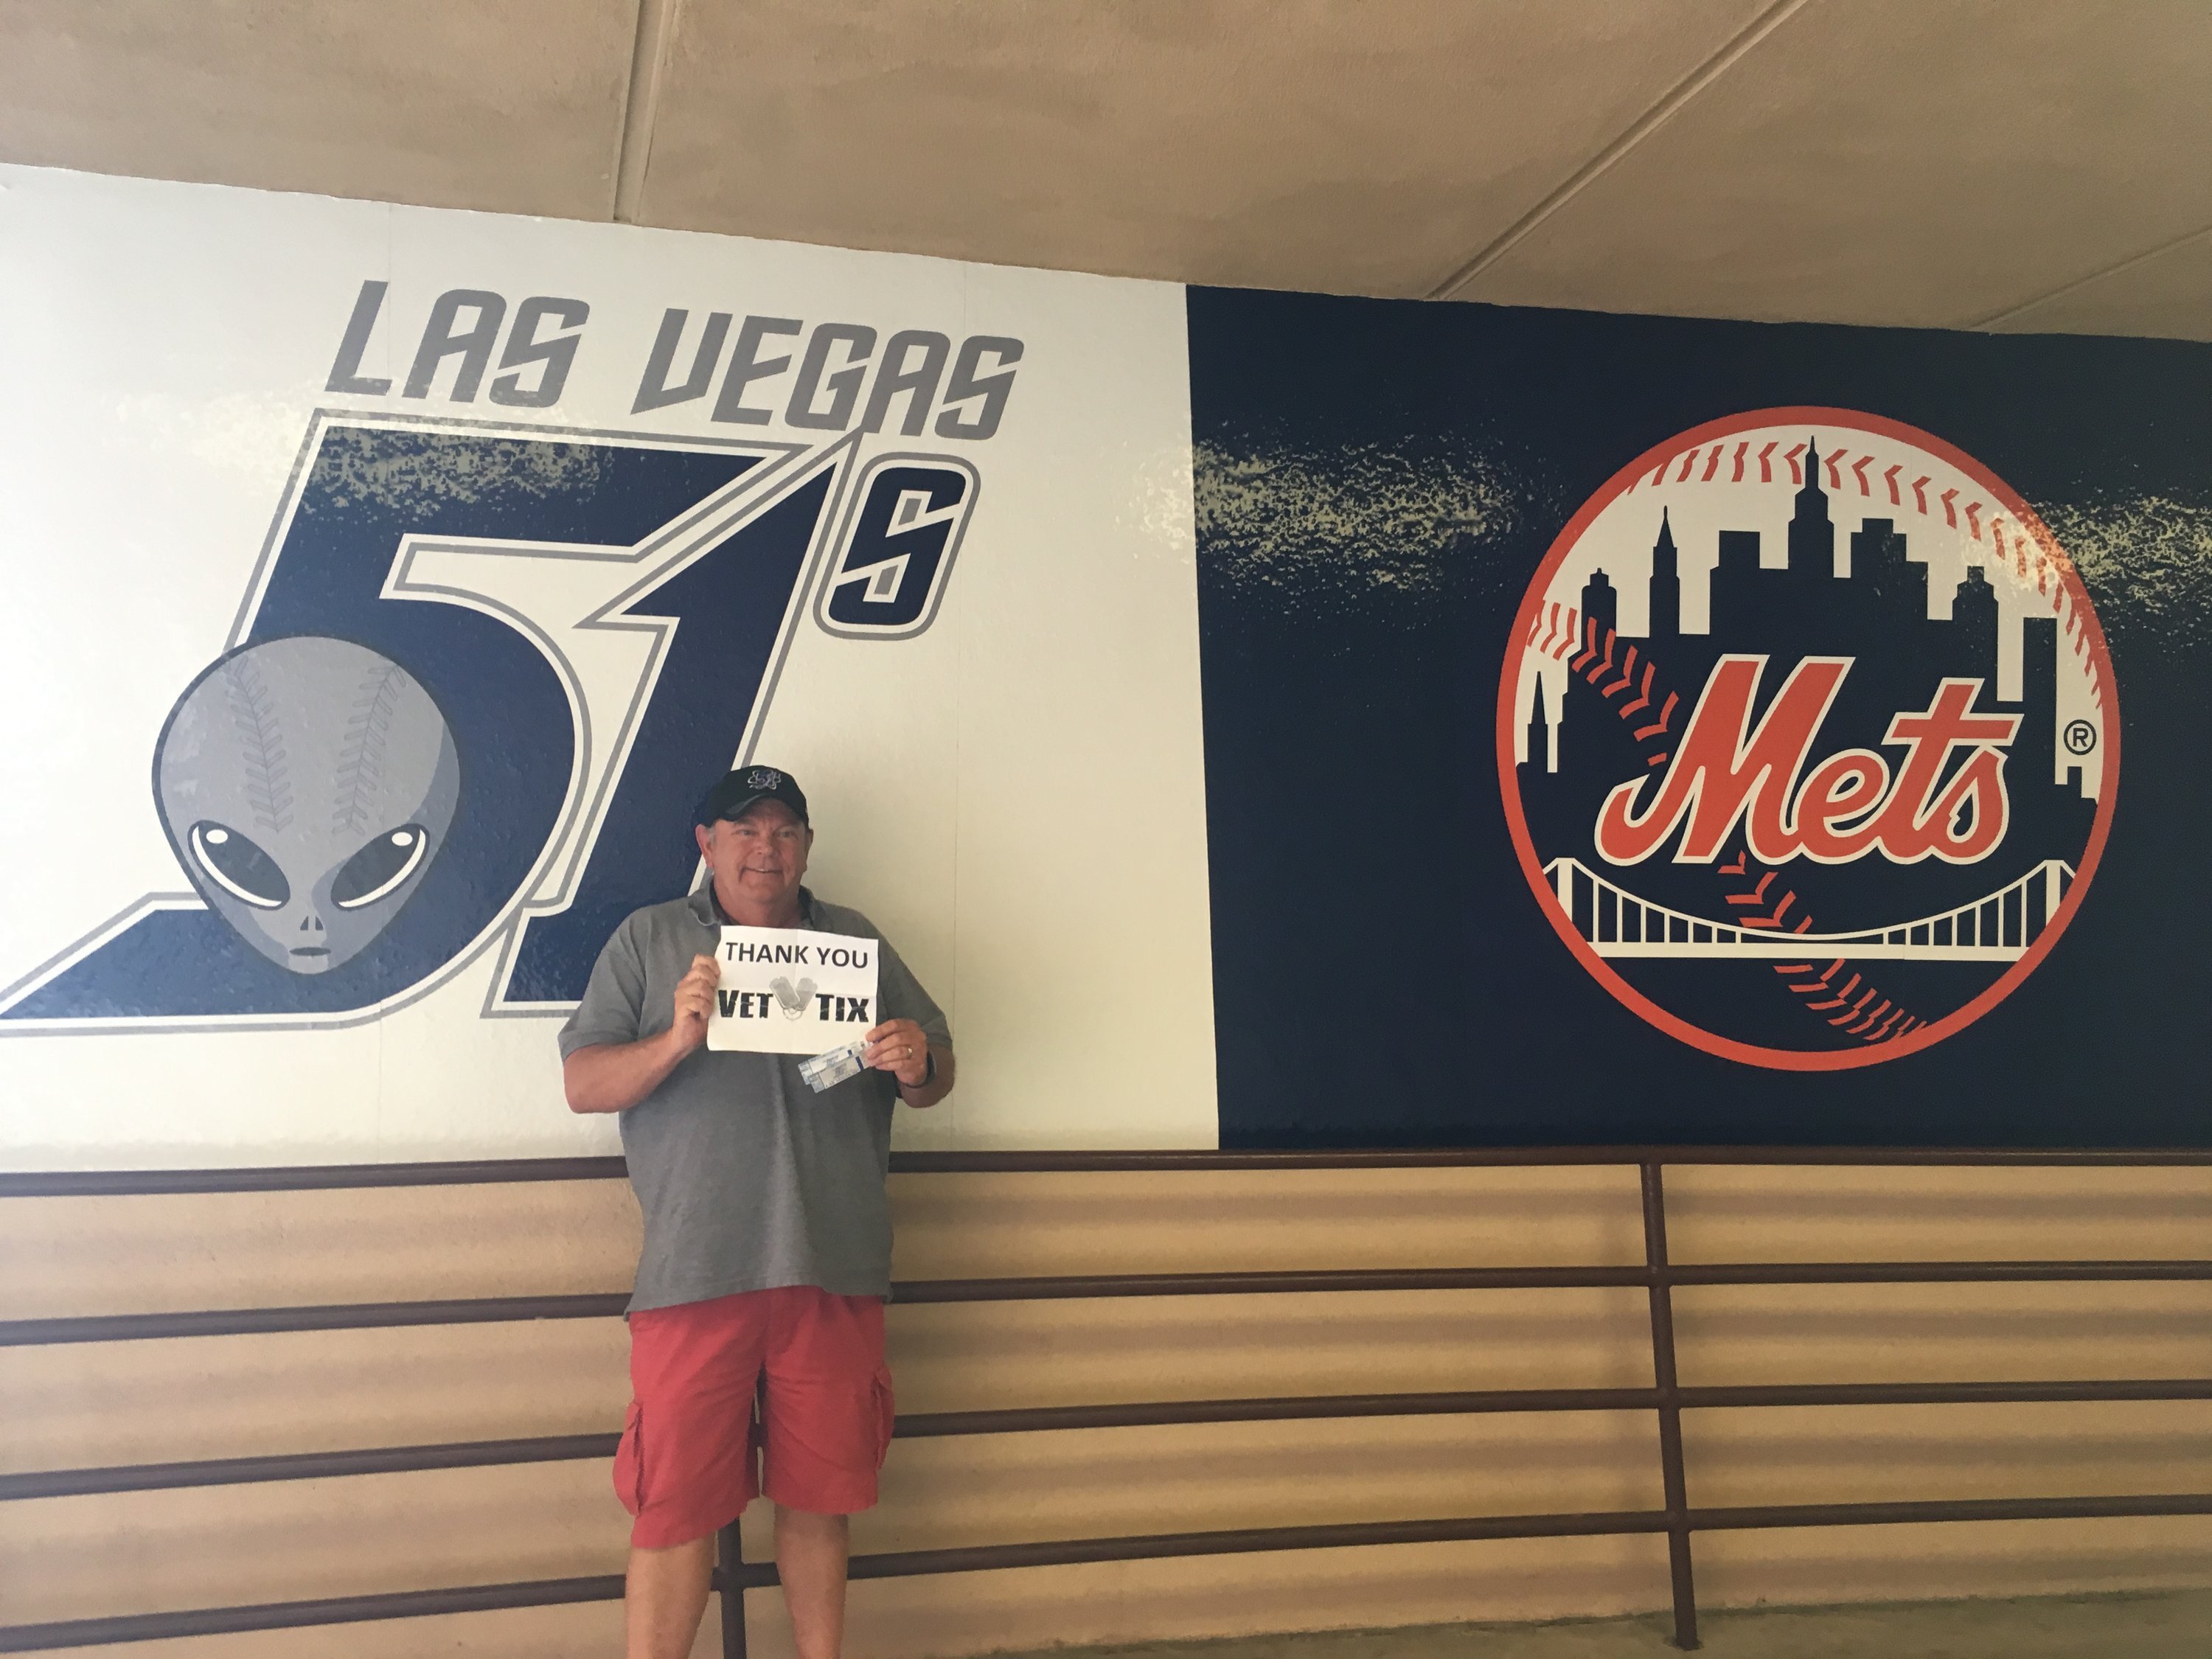 LAS VEGAS
51S
Mets®
THANK YOU
VET TIX